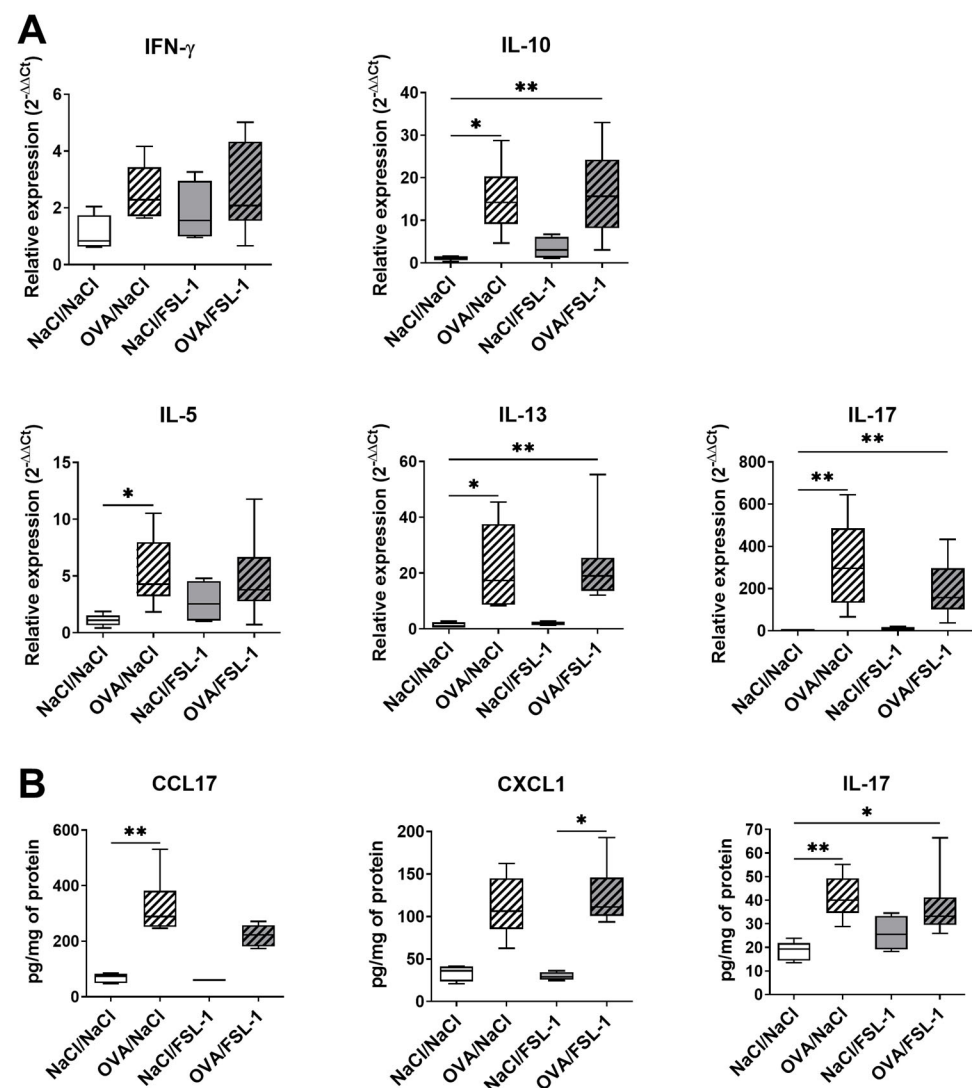 A
IFN-γ
Relative expression (2-ΔΔCt)
6
4
2
0
NaCl/NaCl
OVA/NaCl
NaCl/FSL-1
OVA/FSL-1
IL-10
Relative expression (2-ΔΔCt)
40
30
20
10
0
*
**
NaCl/NaCl
OVA/NaCl
NaCl/FSL-1
OVA/FSL-1
IL-5
Relative expression (2-ΔΔCt)
15
10
5
0
*
NaCl/NaCl
OVA/NaCl
NaCl/FSL-1
OVA/FSL-1
IL-13
Relative expression (2-ΔΔCt)
60
40
20
0
**
*
NaCl/NaCl
OVA/NaCl
NaCl/FSL-1
OVA/FSL-1
IL-17
Relative expression (2-ΔΔCt)
800
600
400
200
0
**
**
NaCl/NaCl
OVA/NaCl
NaCl/FSL-1
OVA/FSL-1
B
CCL17
pg/mg of protein
600
400
200
0
**
NaCl/NaCl
OVA/NaCl
NaCl/FSL-1
OVA/FSL-1
CXCL1
pg/mg of protein
200
150
100
50
0
*
NaCl/NaCl
OVA/NaCl
NaCl/FSL-1
OVA/FSL-1
IL-17
pg/mg of protein
70
60
50
40
30
20
10
0
*
**
NaCl/NaCl
OVA/NaCl
NaCl/FSL-1
OVA/FSL-1